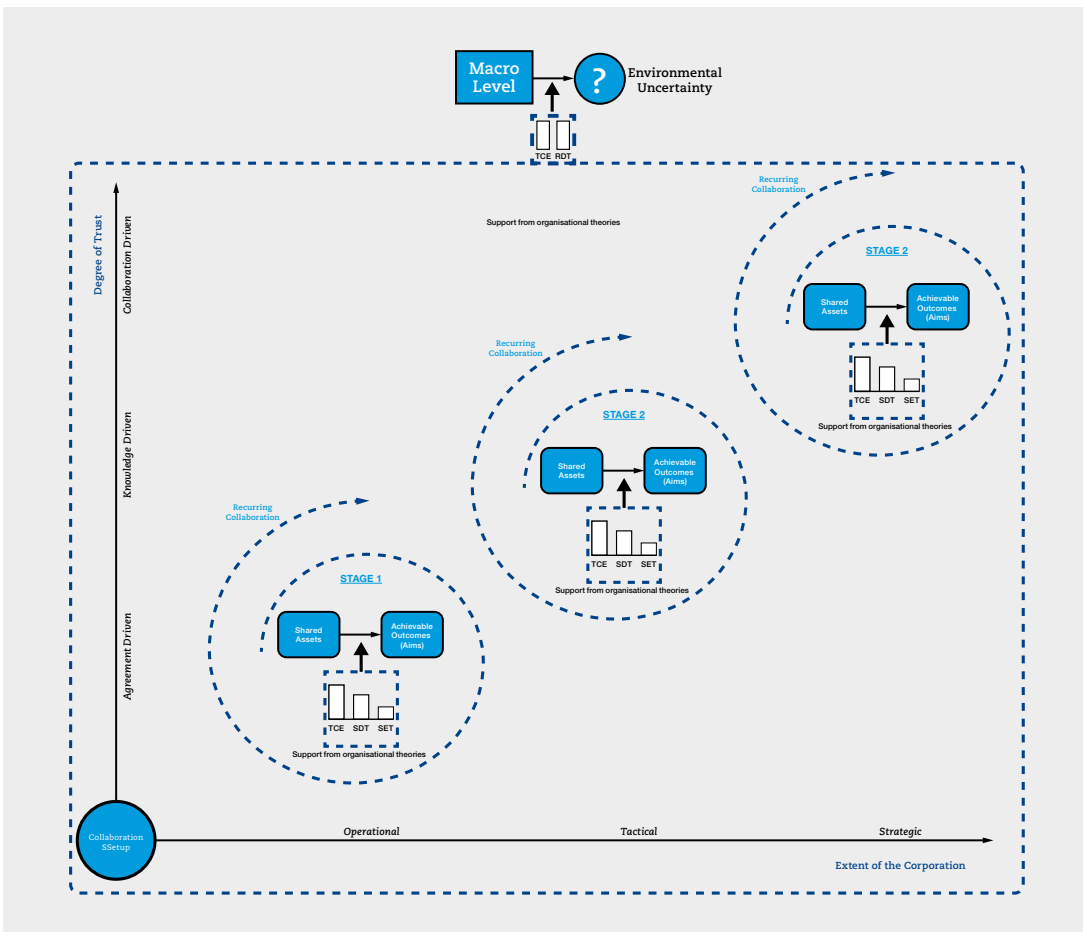 Macro
Level
?
Environmental
Uncertainty
TCE RDT
Degree of Trust
Collaboration Driven
Knowledge Driven
Agreement Driven
Support from organisational theories
Recurring
Collaboration
STAGE 2
Shared
Assets
Achievable
Outcomes
(Aims)
TCE SDT SET
Support from organisational theories
Recurring
Collaboration
STAGE 2
Shared
Assets
Achievable
Outcomes
(Aims)
TCE SDT SET
Support from organisational theories
Recurring
Collaboration
STAGE 1
Shared
Assets
Achievable
Outcomes
(Aims)
TCE SDT SET
Support from organisational theories
Collaboration
SSetup
Operational
Tactical
Strategic
Extent of the Corporation